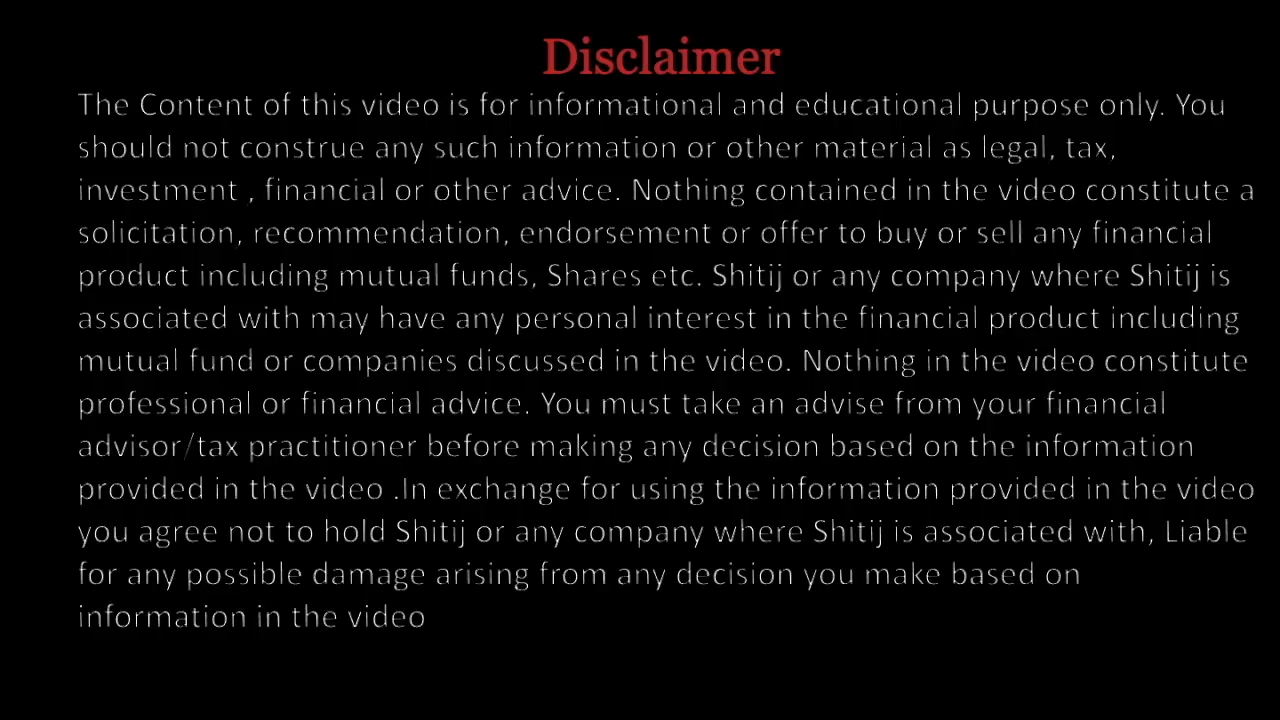 Disclaimer
The Content of this video is for informational and educational purpose only. You
should not construe any such information or other material as legal, tax,
investment , financial or other advice. Nothing contained in the video constitute a
solicitation, recommendation, endorsement or offer to buy or sell any financial
product including mutual funds, Shares etc. Shitij or any company where Shitij is
associated with may have any personal interest in the financial product including
mutual fund or companies discussed in the video. Nothing in the video constitute
professional or financial advice. You must take an advise from your financial
advisor/tax practitioner before making any decision based on the information
provided in the video .In exchange for using the information provided in the video
you agree not to hold Shitij or any company where Shitij is associated with, Liable
for any possible damage arising from any decision you make based on
information in the video